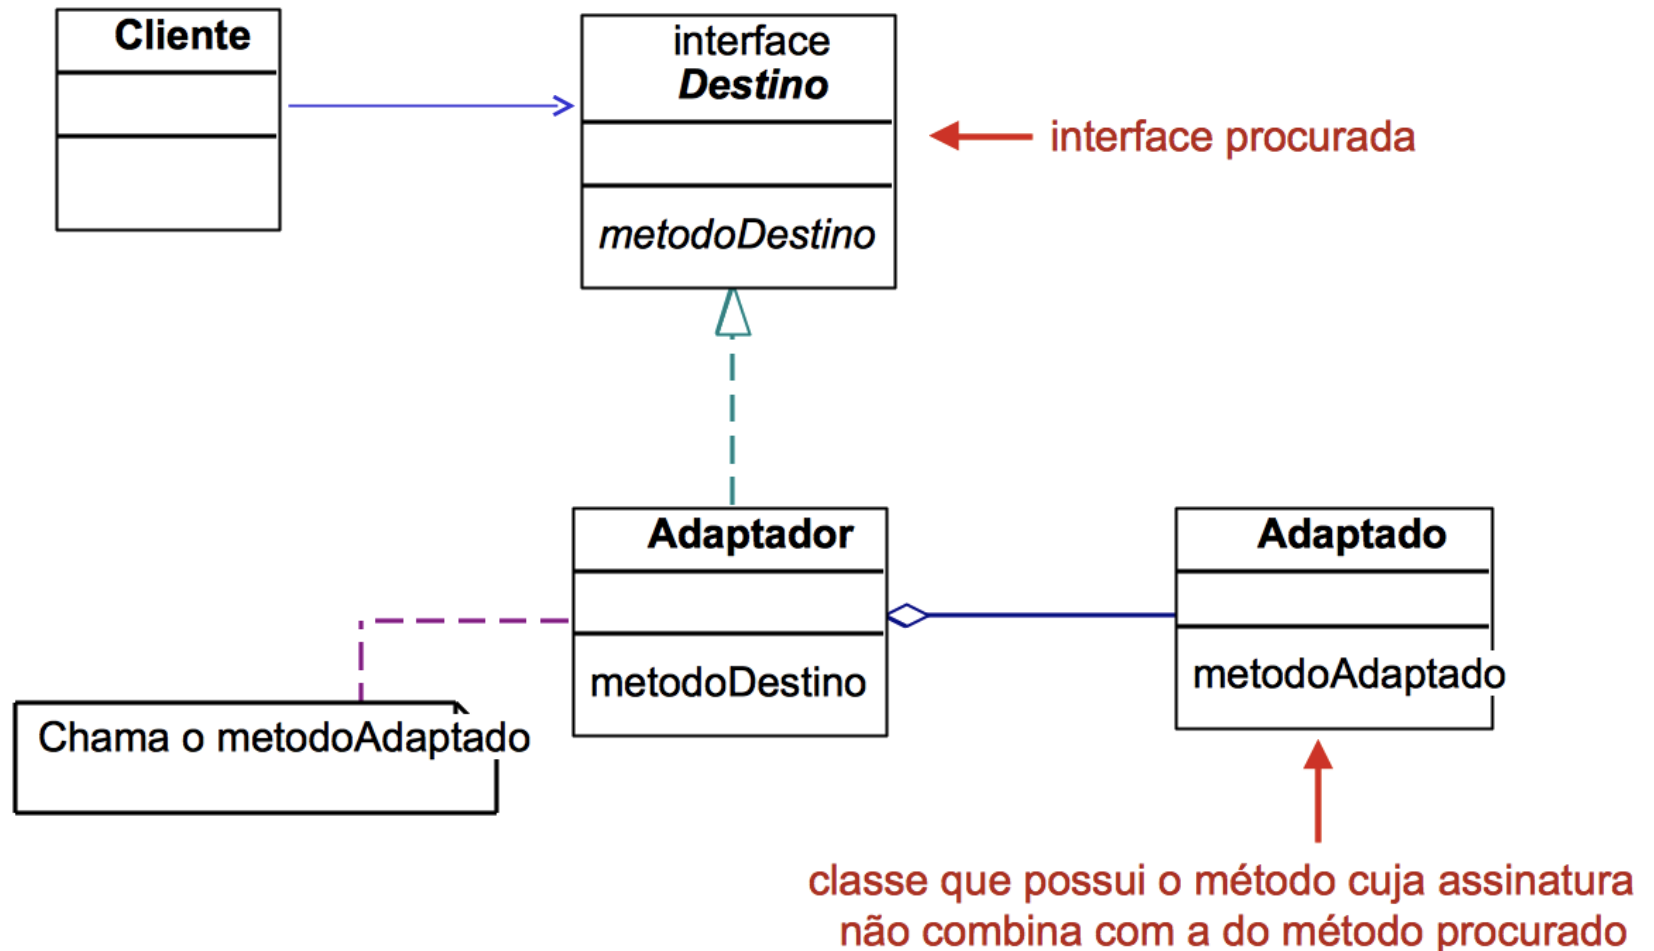 Cliente
interface
Destino
interface procurada
metodoDestino
Adaptador
Adaptado
metodoDestino
metodoAdaptado
Chama o metodoAdaptado
classe que possui o método cuja assinatura
não combina com a do método procurado